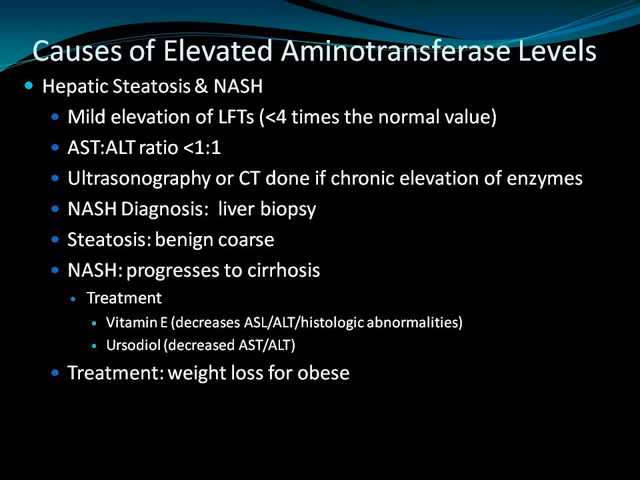 Causes of Elevated Aminotransferase Levels
Hepatic Steatosis & NASH
Mild elevation of LFTs (<4 times the normal value)
AST:ALT ratio <1:1
Ultrasonography or CT done if chronic elevation of enzymes
NASH Diagnosis: liver biopsy
Steatosis: benign coarse
NASH: progresses to cirrhosis
Treatment
Vitamin E (decreases ASL/ALT/histologic abnormalities)
Ursodiol (decreased AST/ALT)
Treatment: weight loss for obese